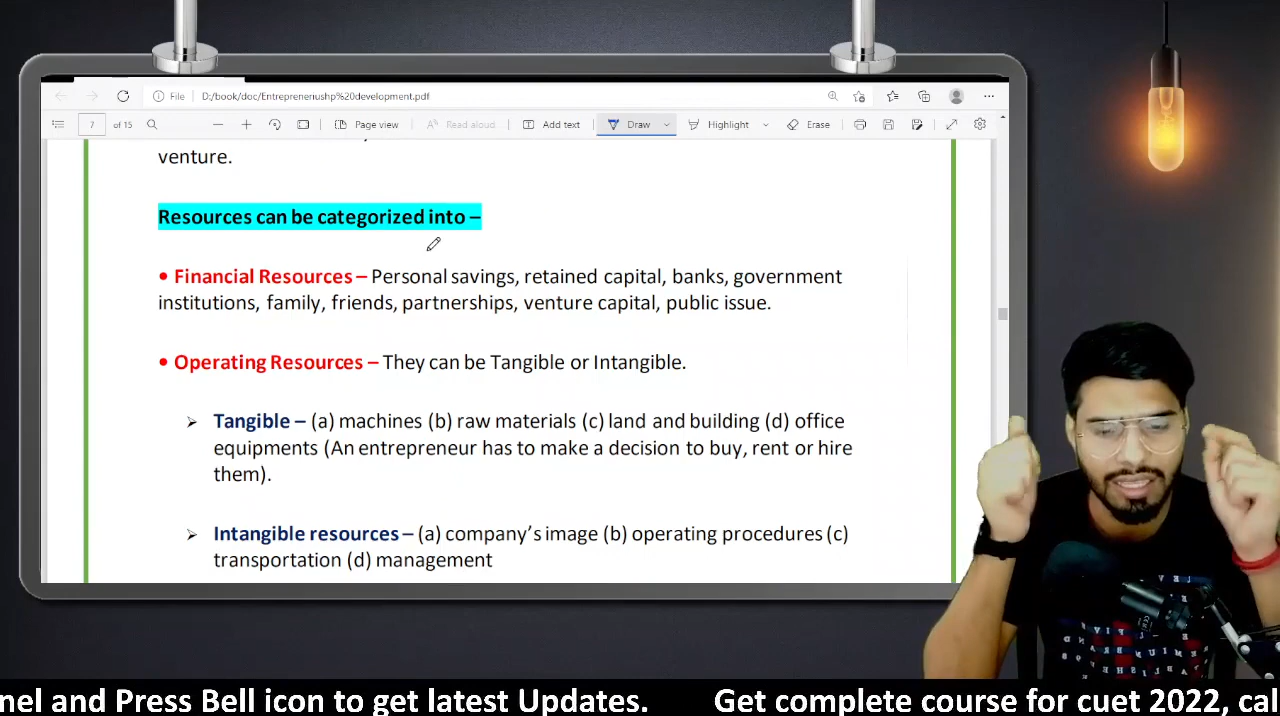 File D:/book/doc/Entrepreneriushp%20development.pdf
7 of 15 Page view Read aloud Add text Draw Highlight Erase
venture.
Resources can be categorized into –
• Financial Resources – Personal savings, retained capital, banks, government
institutions, family, friends, partnerships, venture capital, public issue.
• Operating Resources – They can be Tangible or Intangible.
➢ Tangible – (a) machines (b) raw materials (c) land and building (d) office
equipments (An entrepreneur has to make a decision to buy, rent or hire
them).
➢ Intangible resources – (a) company's image (b) operating procedures (c)
transportation (d) management
nel and Press Bell icon to get latest Updates. Get complete course for cuet 2022, cal